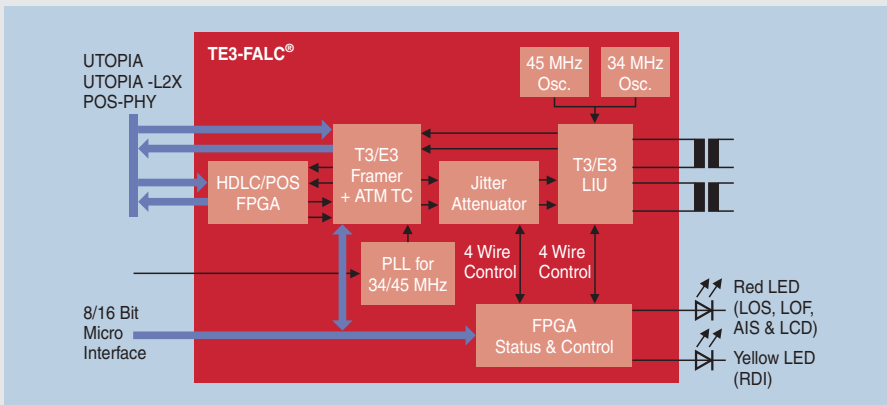 TE3-FALC®
UTOPIA
UTOPIA -L2X
POS-PHY
45 MHz
Osc.
34 MHz
Osc.
HDLC/POS
FPGA
T3/E3
Framer
+ ATM TC
Jitter
Attenuator
T3/E3
LIU
PLL for
34/45 MHz
4 Wire
Control
4 Wire
Control
8/16 Bit
Micro
Interface
FPGA
Status & Control
Red LED
(LOS, LOF,
AIS & LCD)
Yellow LED
(RDI)